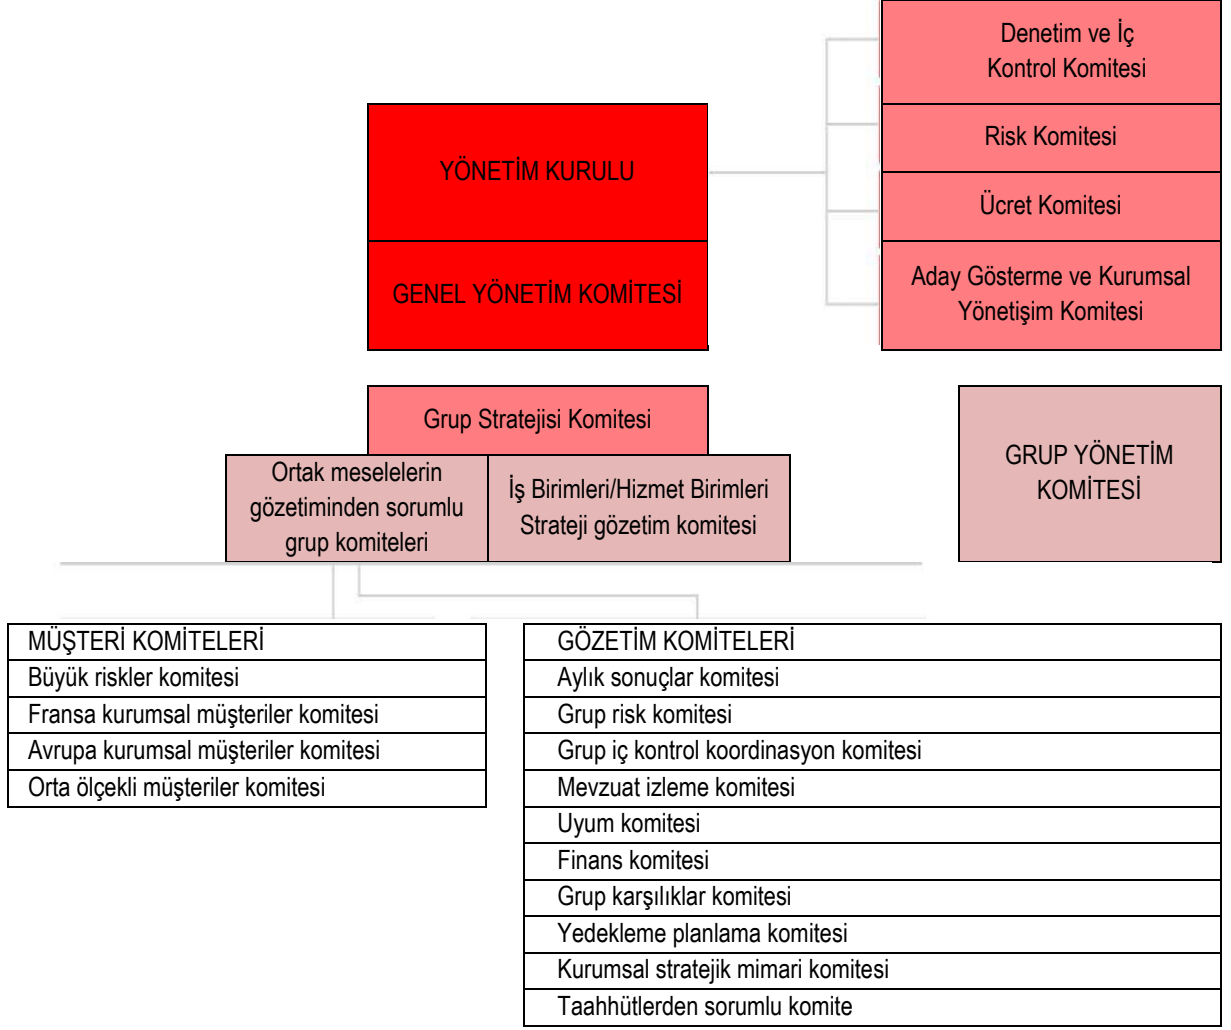 Denetim ve İç
Kontrol Komitesi
YÖNETİM KURULU
Risk Komitesi
Ücret Komitesi
GENEL YÖNETİM KOMİTESİ
Aday Gösterme ve Kurumsal
Yönetişim Komitesi
Grup Stratejisi Komitesi
Ortak meselelerin
gözetiminden sorumlu
grup komiteleri
İş Birimleri/Hizmet Birimleri
Strateji gözetim komitesi
GRUP YÖNETİM
KOMİTESİ
MÜŞTERİ KOMİTELERİ
Büyük riskler komitesi
Fransa kurumsal müşteriler komitesi
Avrupa kurumsal müşteriler komitesi
Orta ölçekli müşteriler komitesi
GÖZETİM KOMİTELERİ
Aylık sonuçlar komitesi
Grup risk komitesi
Grup iç kontrol koordinasyon komitesi
Mevzuat izleme komitesi
Uyum komitesi
Finans komitesi
Grup karşılıklar komitesi
Yedekleme planlama komitesi
Kurumsal stratejik mimari komitesi
Taahhütlerden sorumlu komite